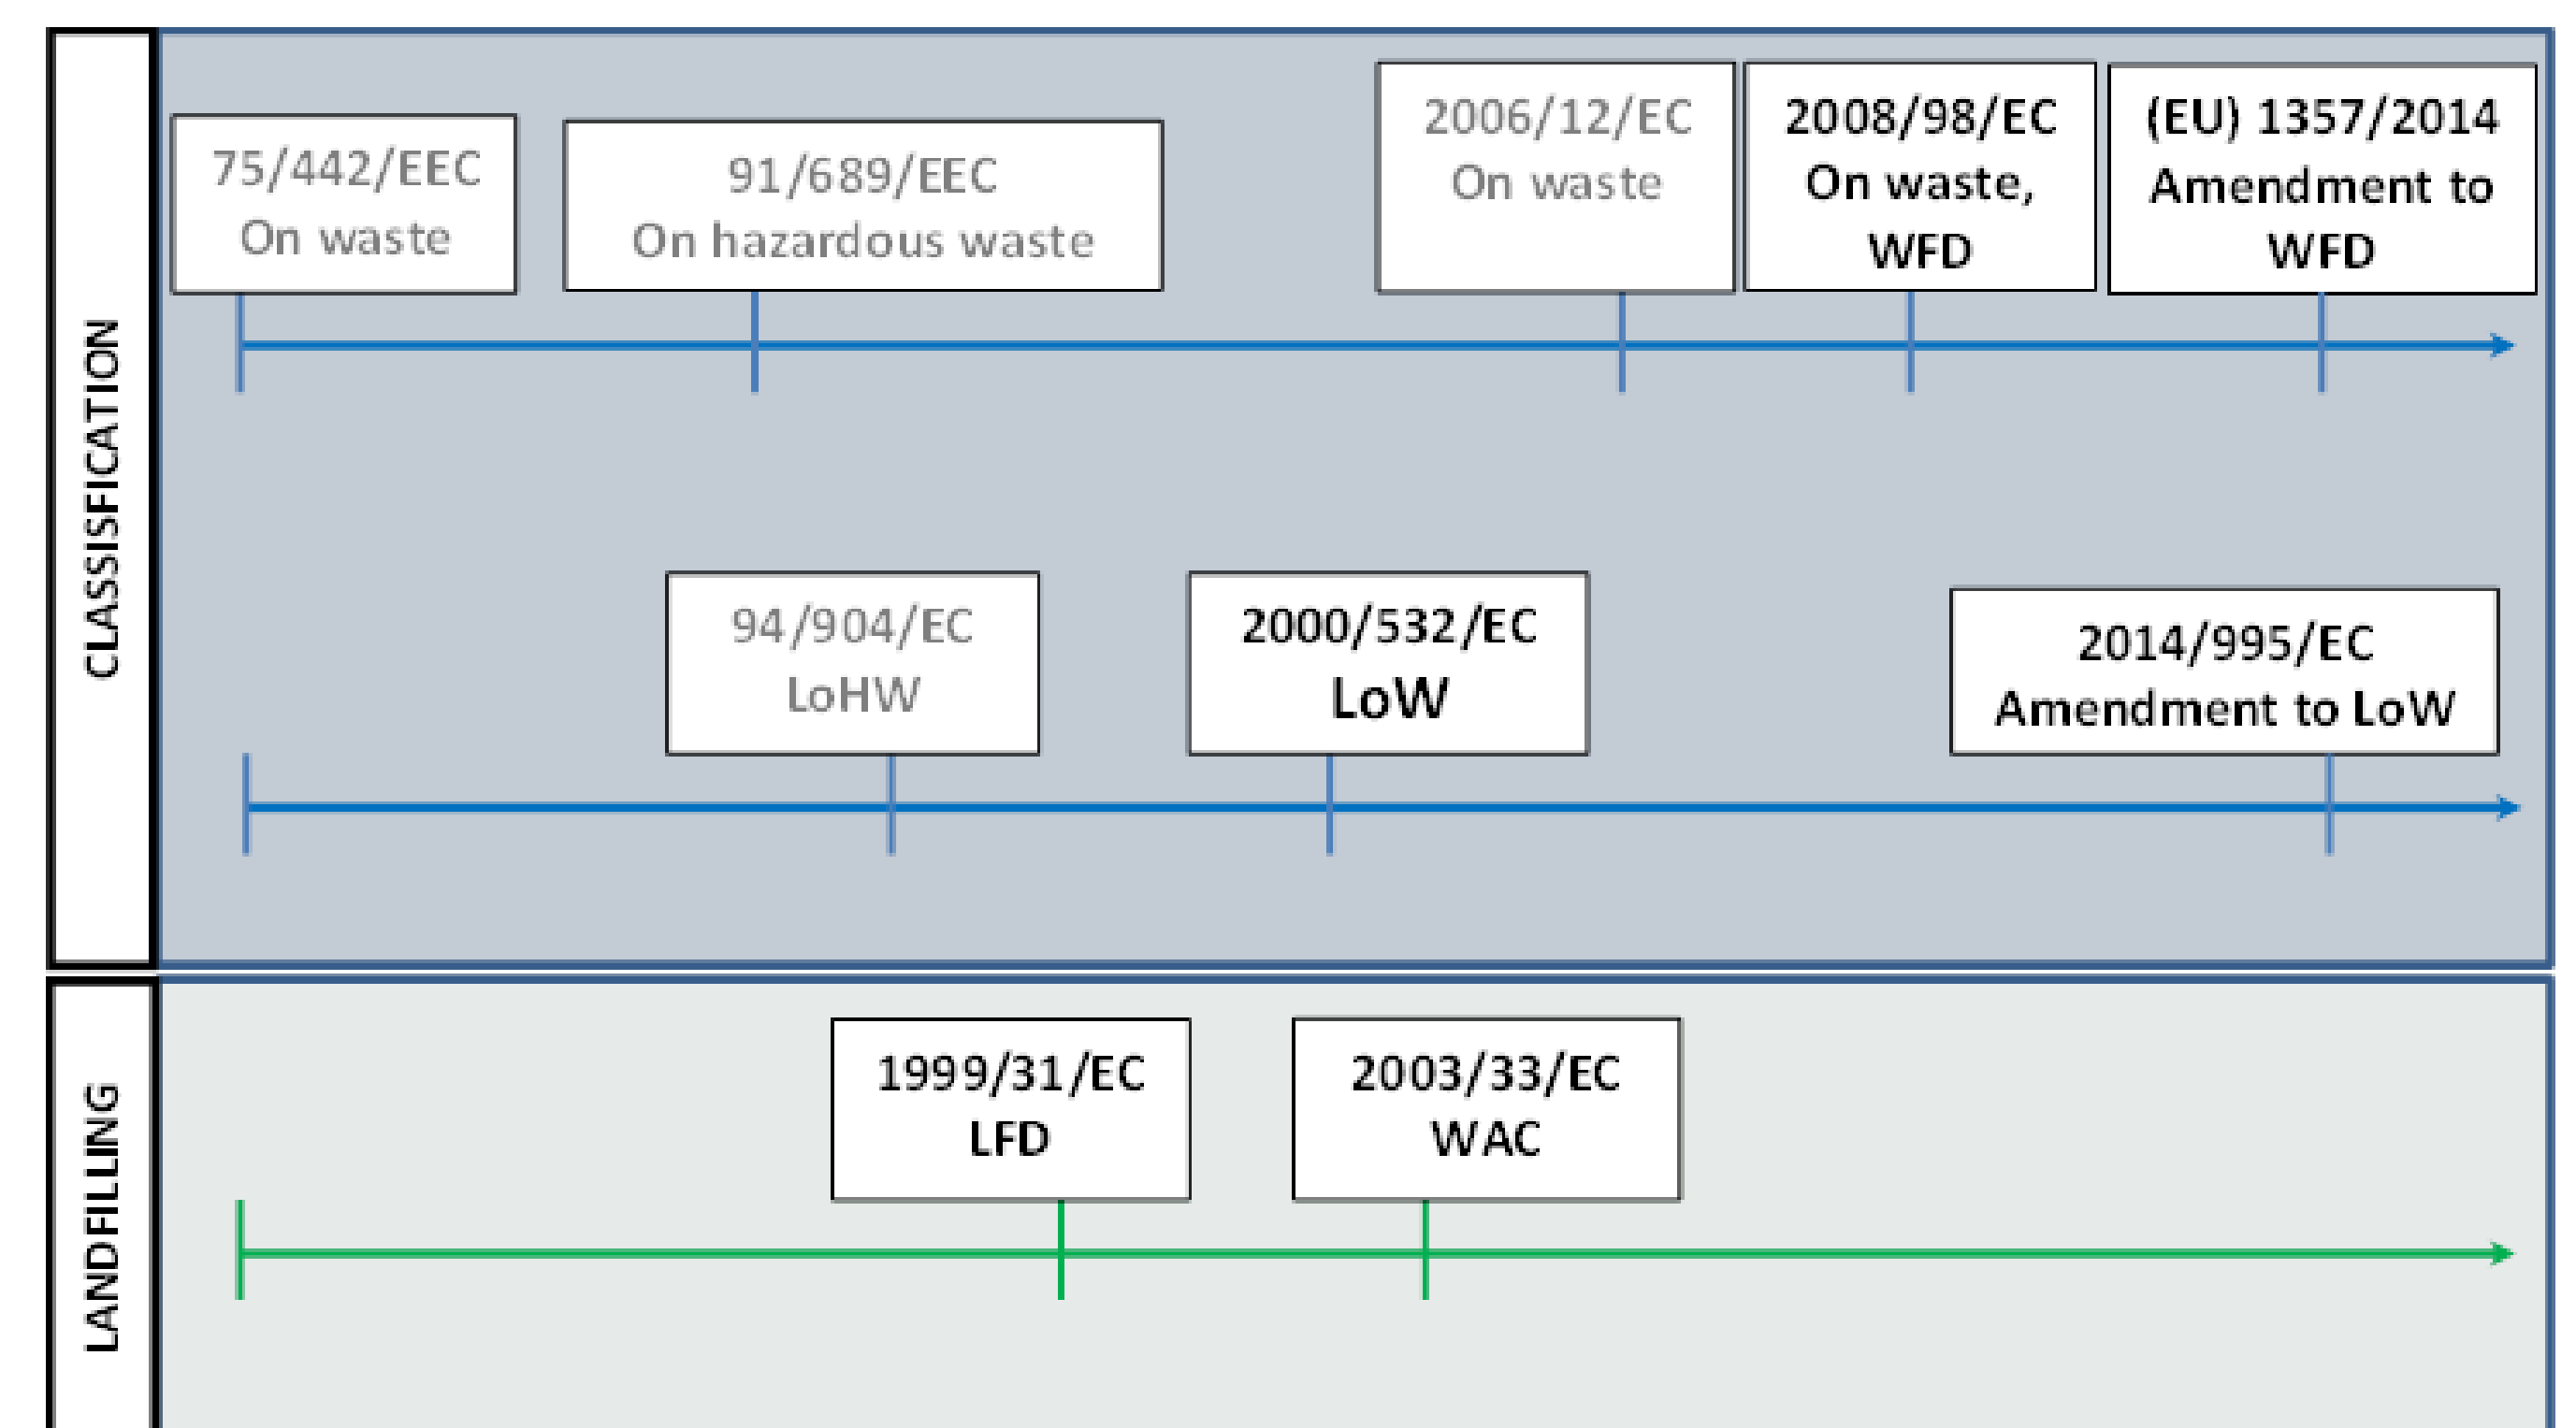 CLASSISFICATION
75/442/EEC
On waste
91/689/EEC
On hazardous waste
2006/12/EC
On waste
2008/98/EC
On waste,
WFD
(EU) 1357/2014
Amendment to
WFD
94/904/EC
LoHW
2000/532/EC
LoW
2014/995/EC
Amendment to LoW
LANDFILLING
1999/31/EC
LFD
2003/33/EC
WAC